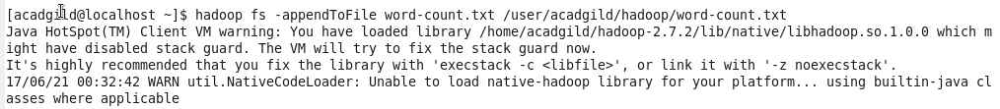 [acadgild@localhost ~]$ hadoop fs -appendToFile word-count.txt /user/acadgild/hadoop/word-count.txt
Java HotSpot(TM) Client VM warning: You have loaded library /home/acadgild/hadoop-2.7.2/lib/native/libhadoop.so.1.0.0 which m
ight have disabled stack guard. The VM will try to fix the stack guard now.
It's highly recommended that you fix the library with 'execstack -c <libfile>', or link it with '-z noexecstack'.
17/06/21 00:32:42 WARN util.NativeCodeLoader: Unable to load native-hadoop library for your platform... using builtin-java cl
asses where applicable